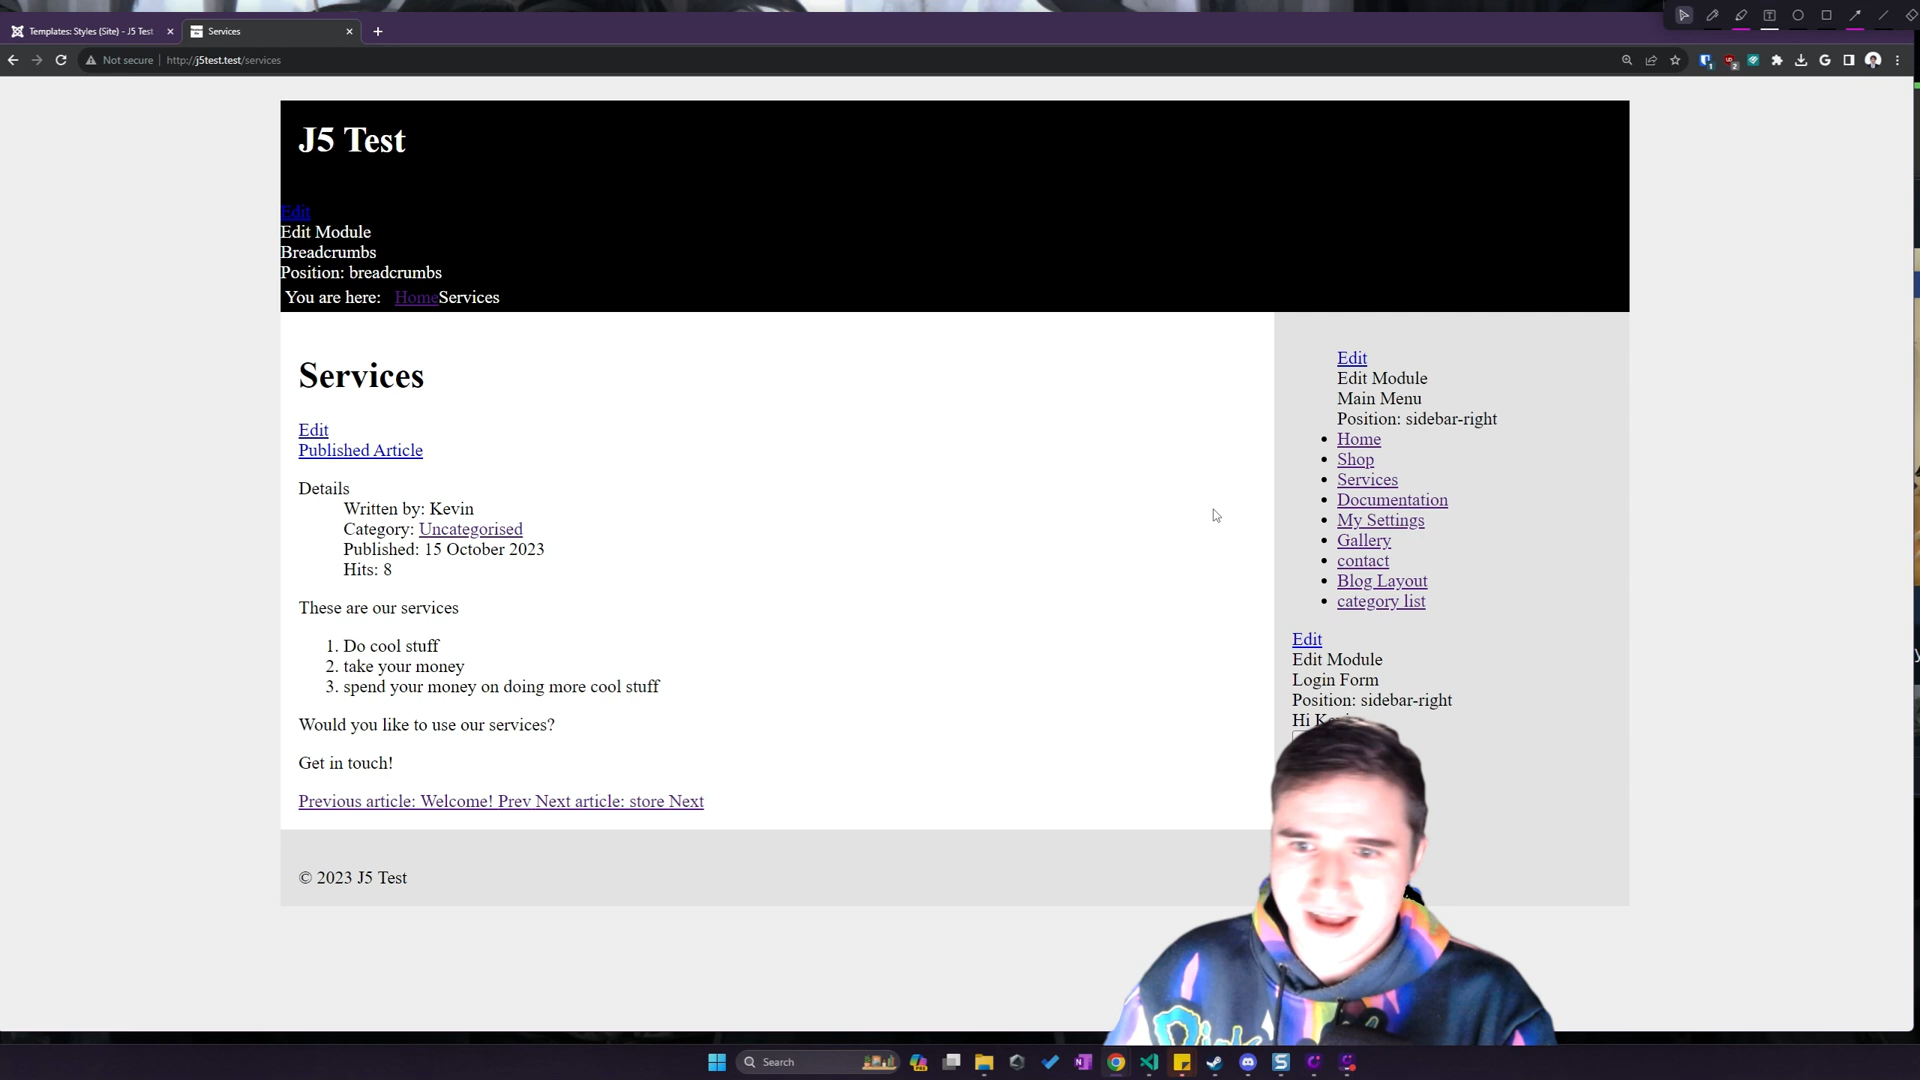 Templates: Styles (Site) - J5 Test
Services
Not secure
http://j5test.test/services
J5 Test
Edit
Edit Module
Breadcrumbs
Position: breadcrumbs
You are here: HomeServices
Services
Edit
Published Article
Details
Written by: Kevin
Category: Uncategorised
Published: 15 October 2023
Hits: 8
These are our services
1. Do cool stuff
2. take your money
3. spend your money on doing more cool stuff
Would you like to use our services?
Get in touch!
Previous article: Welcome! Prev Next article: store Next
© 2023 J5 Test
Edit
Edit Module
Main Menu
Position: sidebar-right
Home
Shop
Services
Documentation
My Settings
Gallery
contact
Blog Layout
category list
Edit
Edit Module
Login Form
Position: sidebar-right
Hi
Search